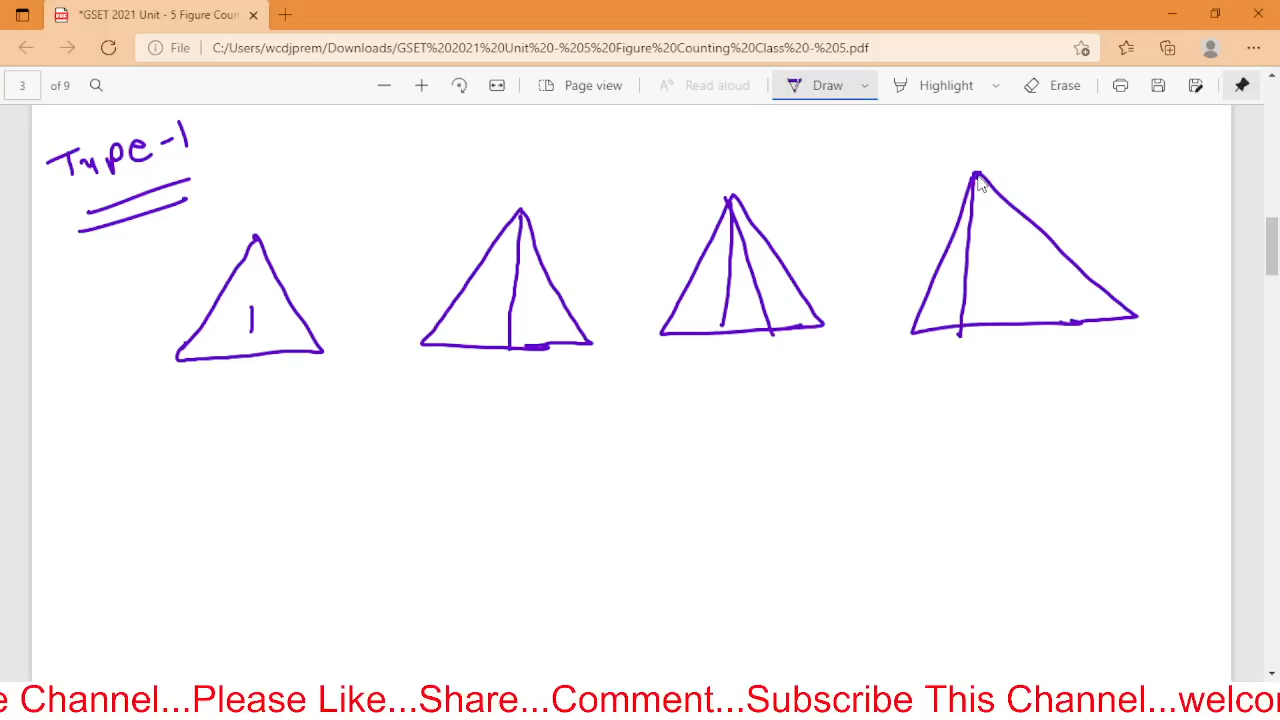 *GSET 2021 Unit - 5 Figure Coun
File
C:/Users/wcdjprem/Downloads/GSET%202021%20Unit%20-%205%20Figure%20Counting%20Class%20-%205.pdf
3 of 9
Page view
Read aloud
Draw
Highlight
Erase
Type-1
1
e Channel...Please Like...Share...Comment...Subscribe This Channel...welco